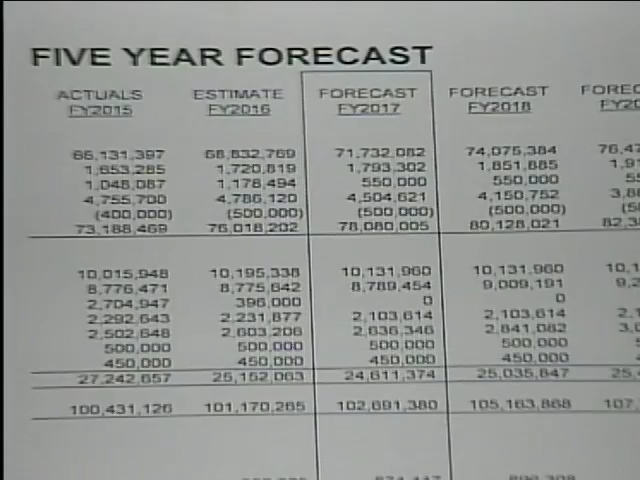 FIVE YEAR FORECAST
ACTUALS ESTIMATE FORECAST FORECAST
FY2015 FY2016 FY2017 FY2018
66,131,397 68,832,769 71,732,082 74,075,384
1,653,285 1,720,819 1,793,302 1,851,885
1,048,087 1,178,494 550,000 550,000
4,755,700 4,786,120 4,504,621 4,150,752
(400,000) (500,000) (500,000) (500,000)
73,188,469 76,018,202 78,080,005 80,128,021
10,015,948 10,195,338 10,131,960 10,131,960
8,776,471 8,775,642 8,789,454 9,009,191
2,704,947 396,000 0 0
2,292,643 2,231,877 2,103,614 2,103,614
2,502,648 2,603,206 2,636,346 2,841,082
500,000 500,000 500,000 500,000
450,000 450,000 450,000 450,000
27,242,657 25,152,063 24,611,374 25,035,847
100,431,126 101,170,265 102,691,380 105,163,868